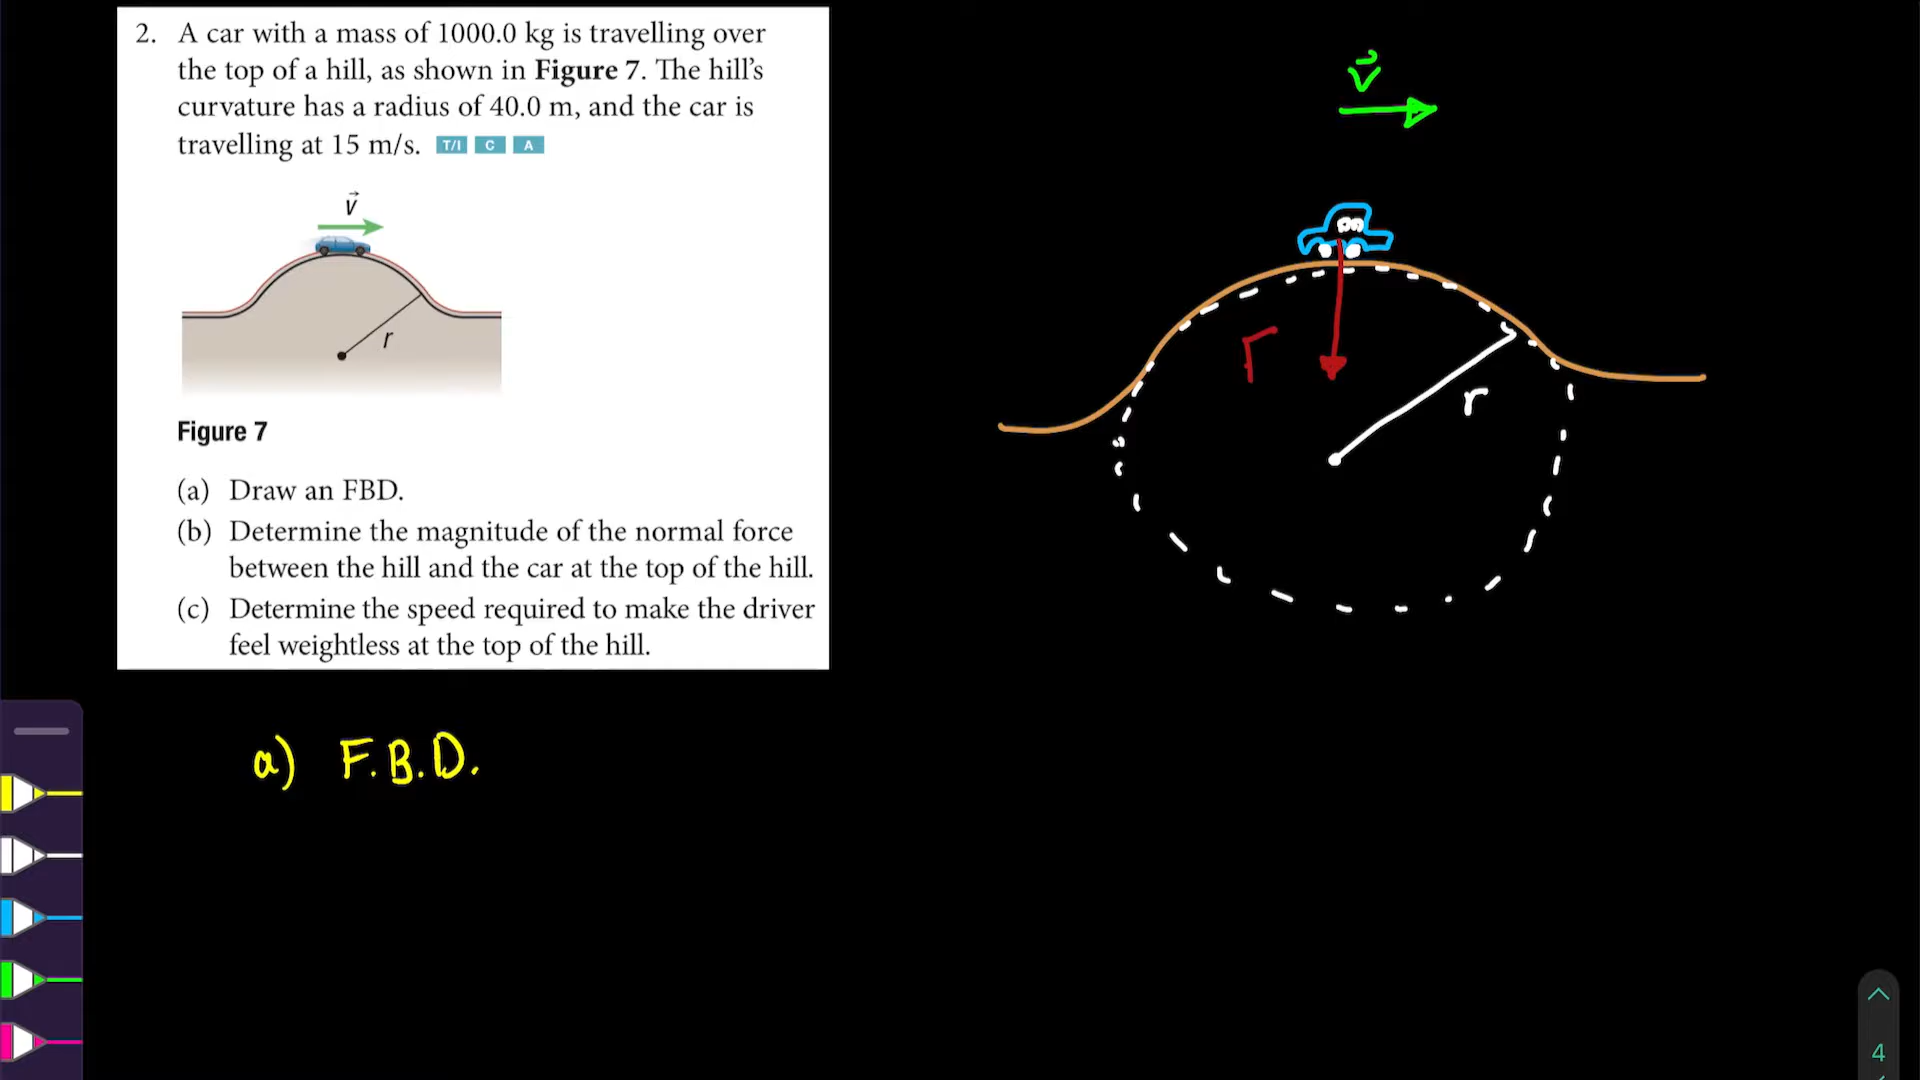 2. A car with a mass of 1000.0 kg is travelling over
the top of a hill, as shown in Figure 7. The hill's
curvature has a radius of 40.0 m, and the car is
travelling at 15 m/s. T/I C A
v
r
Figure 7
(a) Draw an FBD.
(b) Determine the magnitude of the normal force
between the hill and the car at the top of the hill.
(c) Determine the speed required to make the driver
feel weightless at the top of the hill.
v
r
a) F.B.D.
4